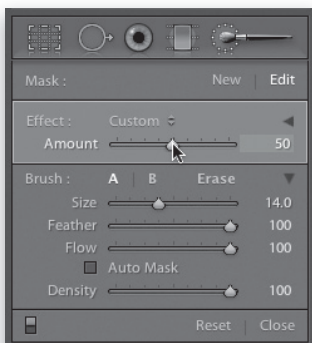 Mask : New | Edit
Effect : Custom
Amount 50
Brush : A | B Erase
Size 14.0
Feather 100
Flow 100
Auto Mask
Density 100
Reset | Close